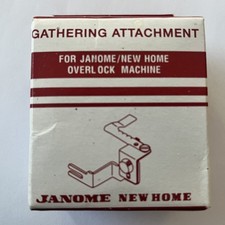 GATHERING ATTACHMENT
FOR JANOME/NEW HOME
OVERLOCK MACHINE
JANOME NEW HOME